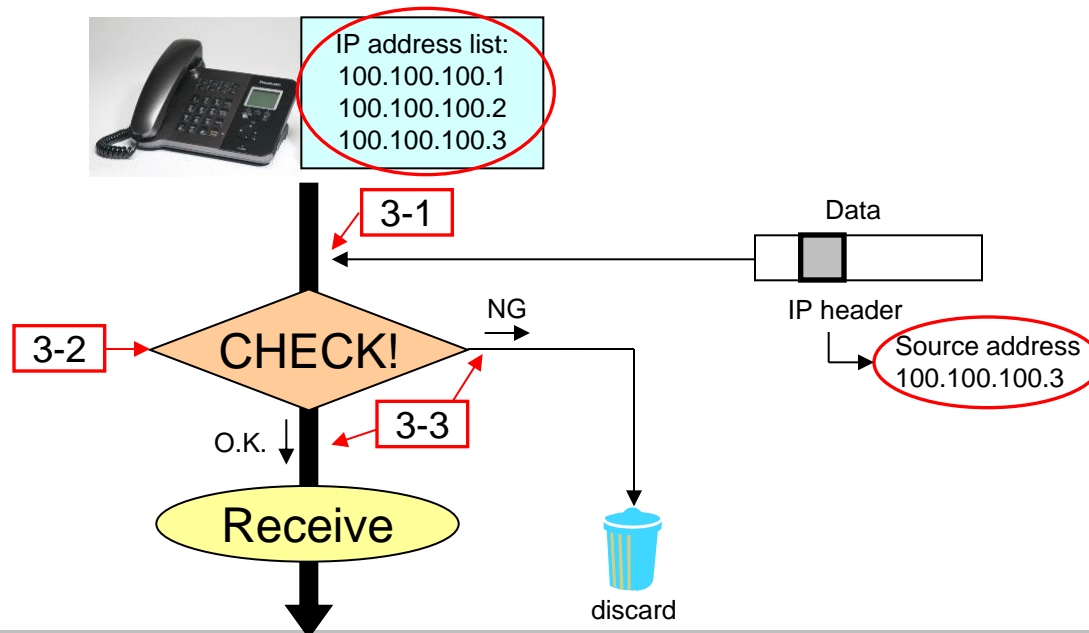 IP address list:
100.100.100.1
100.100.100.2
100.100.100.3
3-1
Data
IP header
Source address
100.100.100.3
NG
3-2
CHECK!
3-3
O.K.
Receive
discard